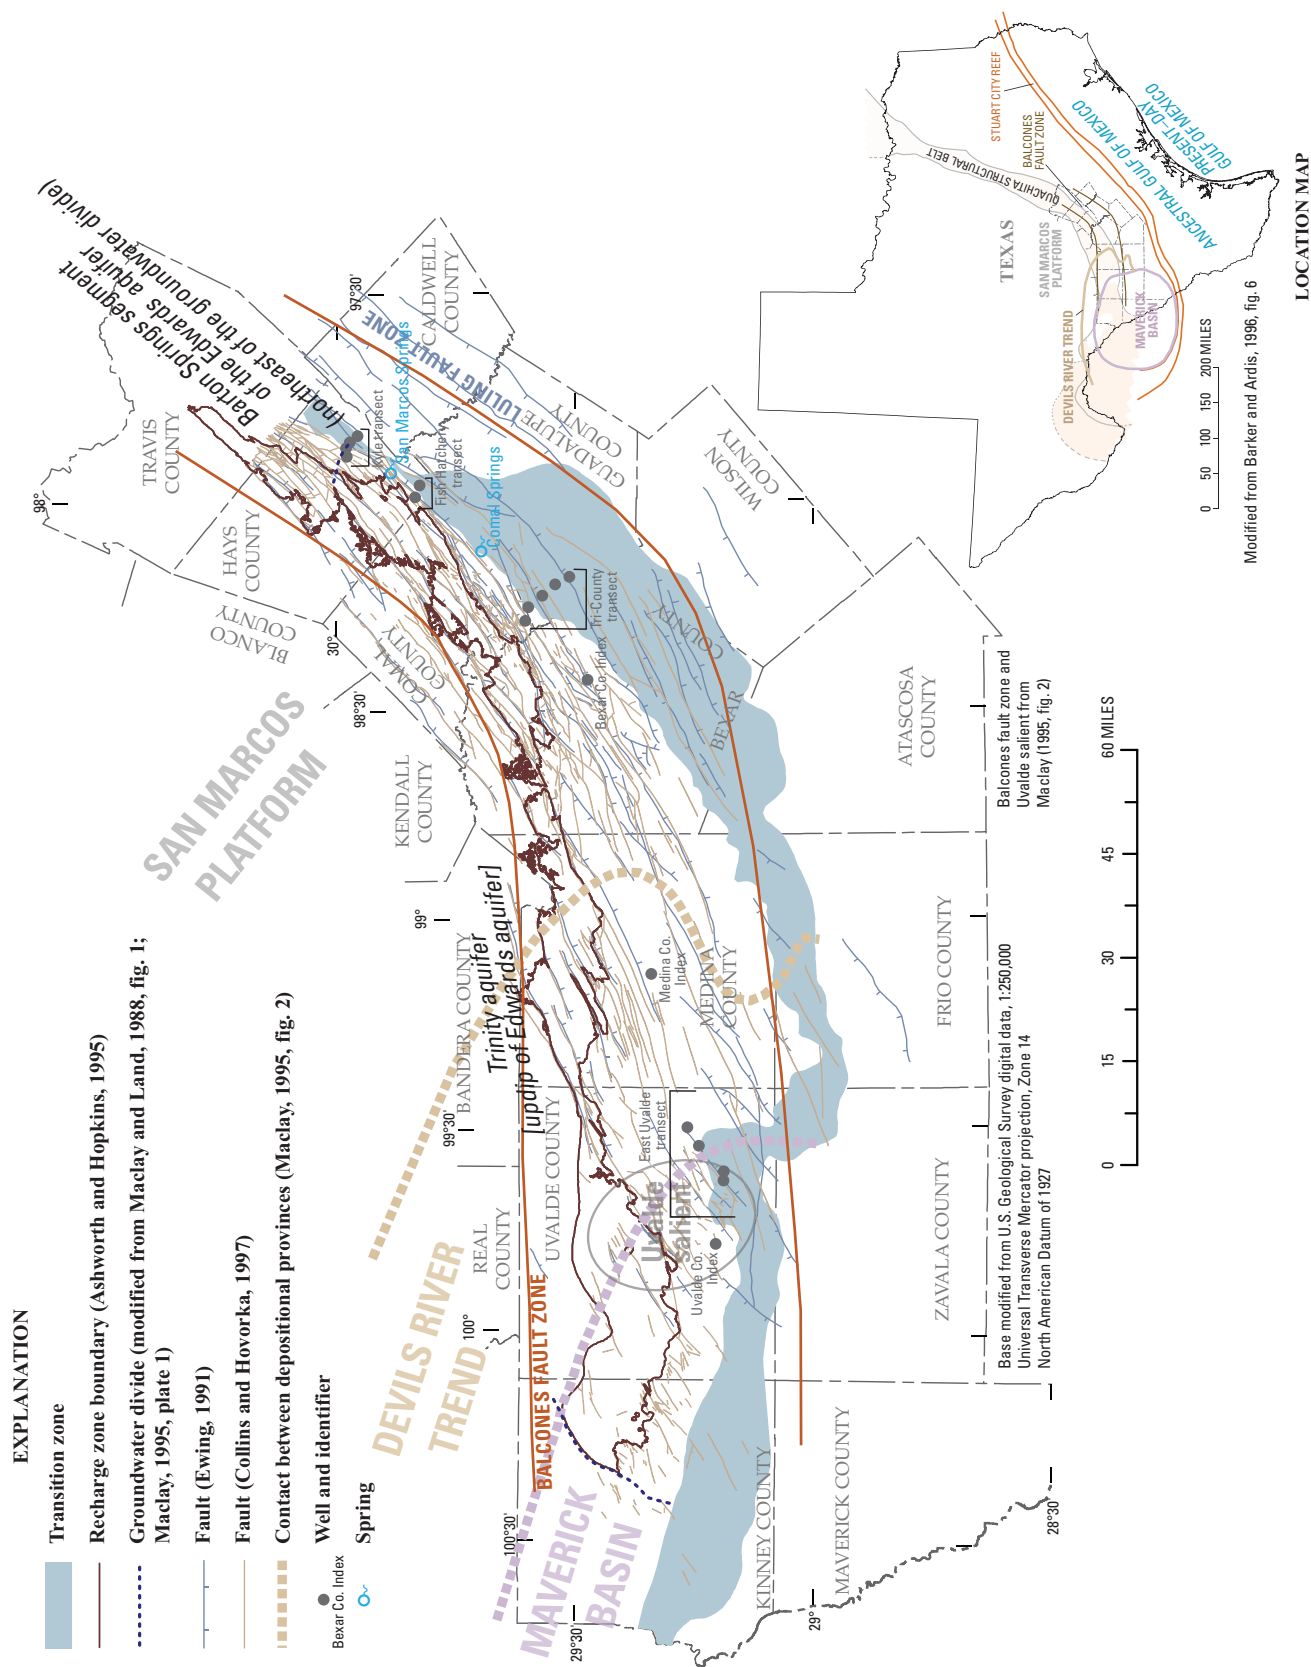 EXPLANATION
Transition zone
Recharge zone boundary (Ashworth and Hopkins, 1995)
Groundwater divide (modified from Maclay and Land, 1988, fig. 1;
Maclay, 1995, plate 1)
Fault (Ewing, 1991)
Fault (Collins and Hovorka, 1997)
Contact between depositional provinces (Maclay, 1995, fig. 2)
Bexar Co. Index
Well and identifier
Spring
MAVERICK
BASIN
DEVILS RIVER
TREND
SAN MARCOS
PLATFORM
BALCONES FAULT ZONE
LULING FAULT ZONE
Barton Springs segment
of the Edwards aquifer
(northeast of the groundwater divide)
Trinity aquifer
[updip of Edwards aquifer]
Uvalde
salient
TRAVIS
COUNTY
HAYS
COUNTY
BLANCO
COUNTY
COMAL
COUNTY
KENDALL
COUNTY
BANDERA COUNTY
REAL
COUNTY
UVALDE COUNTY
KINNEY COUNTY
MAVERICK COUNTY
ZAVALA COUNTY
MEDINA
COUNTY
FRIO COUNTY
ATASCOSA
COUNTY
BEXAR
COUNTY
WILSON
COUNTY
GUADALUPE
COUNTY
CALDWELL
COUNTY
Kyle transect
San Marcos Springs
Fish Hatchery
transect
Comal Springs
Tri-County
transect
Bexar Co. Index
Medina Co.
Index
East Uvalde
transect
Uvalde Co.
Index
98°
97°30'
30°
98°30'
99°
99°30'
100°
100°30'
29°30'
29°
28°30'
Base modified from U.S. Geological Survey digital data, 1:250,000
Universal Transverse Mercator projection, Zone 14
North American Datum of 1927
Balcones fault zone and
Uvalde salient from
Maclay (1995, fig. 2)
0 15 30 45 60 MILES
TEXAS
STUART CITY REEF
BALCONES
FAULT ZONE
OUACHITA STRUCTURAL BELT
SAN MARCOS
PLATFORM
DEVILS RIVER TREND
MAVERICK
BASIN
ANCESTRAL GULF OF MEXICO
PRESENT–DAY
GULF OF MEXICO
0 50 100 150 200 MILES
Modified from Barker and Ardis, 1996, fig. 6
LOCATION MAP